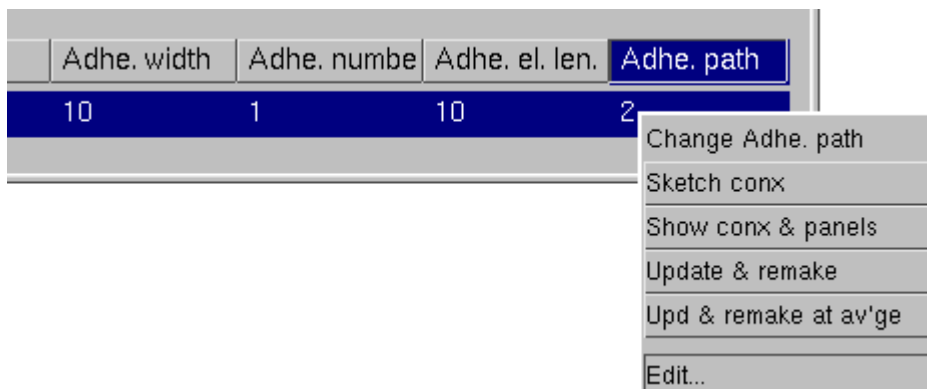 Adhe. width Adhe. numbe Adhe. el. len. Adhe. path
10 1 10 2
Change Adhe. path
Sketch conx
Show conx & panels
Update & remake
Upd & remake at av'ge
Edit...